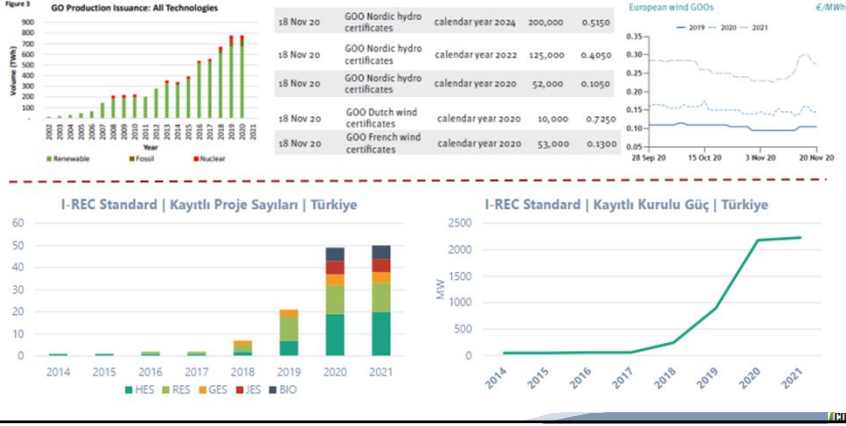 Figure 3
GO Production Issuance: All Technologies
Volume (TWh)
900
800
700
600
500
400
300
200
100
-
2002 2003 2004 2005 2006 2007 2008 2009 2010 2011 2012 2013 2014 2015 2016 2017 2018 2019 2020 2021
Year
Renewable Fossil Nuclear
18 Nov 20 GOO Nordic hydro certificates calendar year 2024 200,000 0.5150
18 Nov 20 GOO Nordic hydro certificates calendar year 2022 125,000 0.4050
18 Nov 20 GOO Nordic hydro certificates calendar year 2020 52,000 0.1050
18 Nov 20 GOO Dutch wind certificates calendar year 2020 10,000 0.7250
18 Nov 20 GOO French wind certificates calendar year 2020 53,000 0.1300
European wind GOOs €/MWh
2019 2020 2021
0.35
0.30
0.25
0.20
0.15
0.10
0.05
28 Sep 20 15 Oct 20 3 Nov 20 20 Nov 20
I-REC Standard | Kayıtlı Proje Sayıları | Türkiye
60
50
40
30
20
10
0
2014 2015 2016 2017 2018 2019 2020 2021
HES RES GES JES BIO
I-REC Standard | Kayıtlı Kurulu Güç | Türkiye
MW
2500
2000
1500
1000
500
0
2014 2015 2016 2017 2018 2019 2020 2021